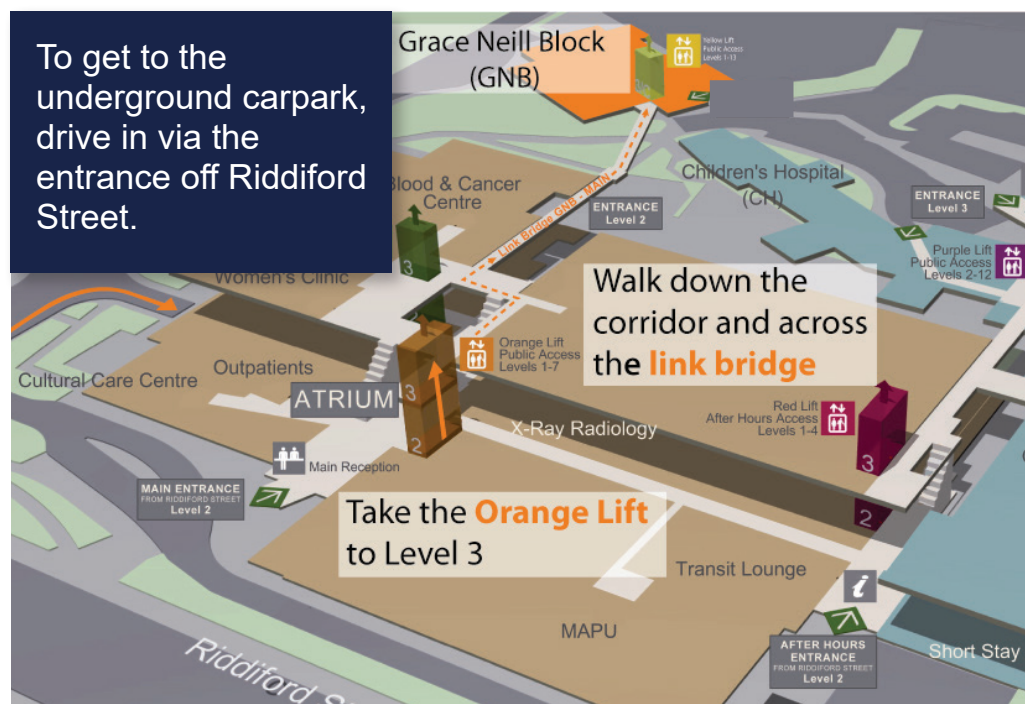 To get to the
underground carpark,
drive in via the
entrance off Riddiford
Street.
Grace Neill Block
(GNB)
Yellow Lift
Public Access
Levels 1-13
Blood & Cancer
Centre
Link Bridge GNB - MAIN
ENTRANCE
Level 2
Children's Hospital
(CH)
ENTRANCE
Level 3
Purple Lift
Public Access
Levels 2-12
3
Women's Clinic
Walk down the
corridor and across
the link bridge
Orange Lift
Public Access
Levels 1-7
Outpatients
Cultural Care Centre
ATRIUM
3
2
X-Ray Radiology
Red Lift
After Hours Access
Levels 1-4
3
2
Main Reception
MAIN ENTRANCE
FROM RIDDIFORD STREET
Level 2
Take the Orange Lift
to Level 3
Transit Lounge
i
MAPU
AFTER HOURS
ENTRANCE
FROM RIDDIFORD STREET
Level 2
Short Stay
Riddiford